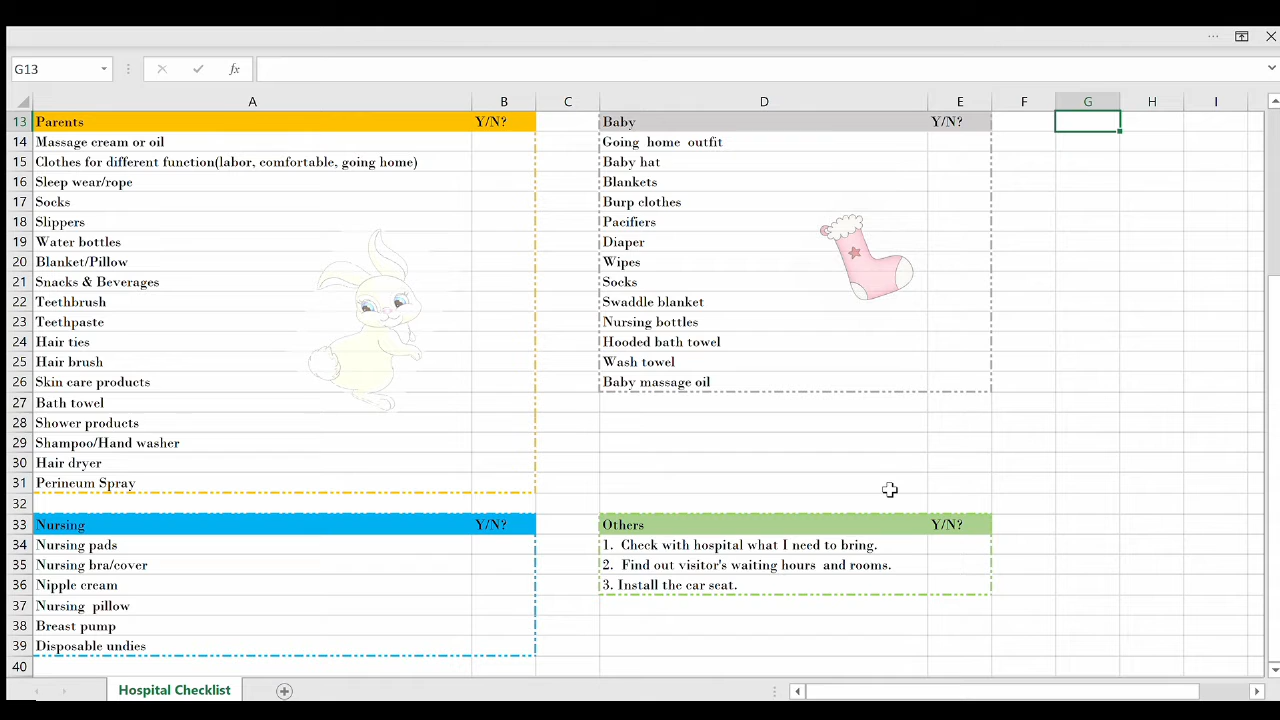 G13
fx
A B C D E F G H I
13 Parents Y/N? Baby Y/N?
14 Massage cream or oil Going home outfit
15 Clothes for different function(labor, comfortable, going home) Baby hat
16 Sleep wear/rope Blankets
17 Socks Burp clothes
18 Slippers Pacifiers
19 Water bottles Diaper
20 Blanket/Pillow Wipes
21 Snacks & Beverages Socks
22 Teethbrush Swaddle blanket
23 Teethpaste Nursing bottles
24 Hair ties Hooded bath towel
25 Hair brush Wash towel
26 Skin care products Baby massage oil
27 Bath towel
28 Shower products
29 Shampoo/Hand washer
30 Hair dryer
31 Perineum Spray
32
33 Nursing Y/N? Others Y/N?
34 Nursing pads 1. Check with hospital what I need to bring.
35 Nursing bra/cover 2. Find out visitor's waiting hours and rooms.
36 Nipple cream 3. Install the car seat.
37 Nursing pillow
38 Breast pump
39 Disposable undies
40
Hospital Checklist